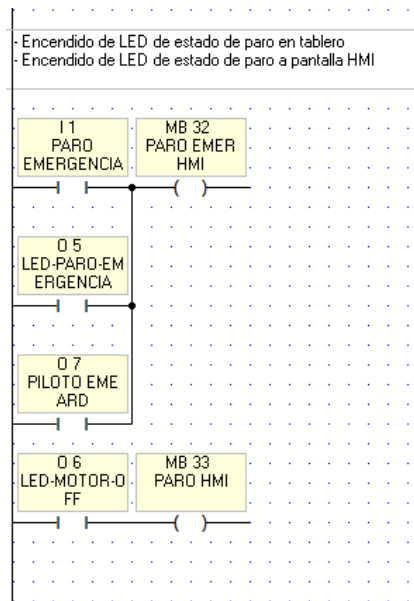 - Encendido de LED de estado de paro en tablero
- Encendido de LED de estado de paro a pantalla HMI
I 1
PARO
EMERGENCIA
MB 32
PARO EMER
HMI
O 5
LED-PARO-EM
ERGENCIA
O 7
PILOTO EME
ARD
O 6
LED-MOTOR-O
FF
MB 33
PARO HMI